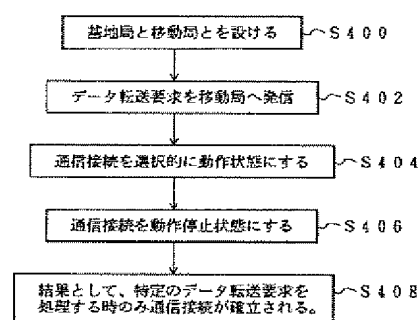 基地局と移動局とを設ける
S400
データ転送要求を移動局へ発信
S402
通信接続を選択的に動作状態にする
S404
通信接続を動作停止状態にする
S406
結果として、特定のデータ転送要求を
処理する時のみ通信接続が確立される。
S408